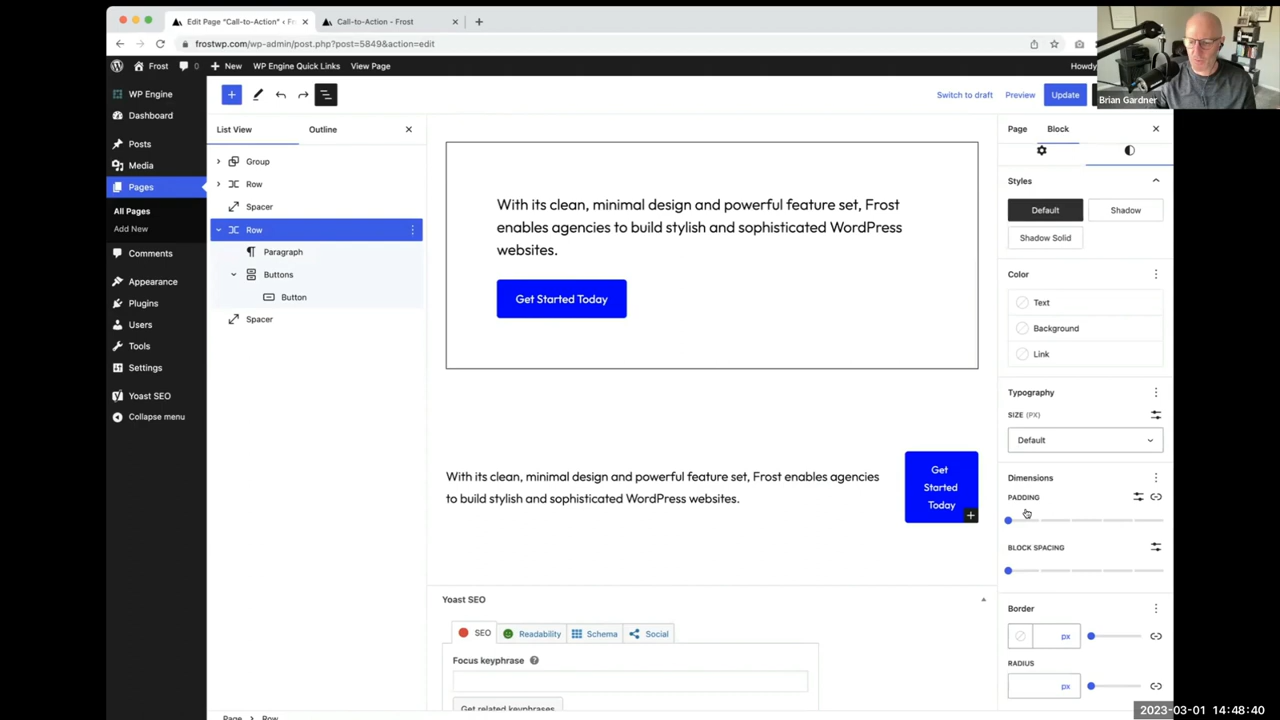 Edit Page "Call-to-Action" ‹ Fr
Call-to-Action - Frost
frostwp.com/wp-admin/post.php?post=5849&action=edit
Frost
0
New
WP Engine Quick Links
View Page
Howdy
Brian Gardner
WP Engine
Dashboard
Posts
Media
Pages
All Pages
Add New
Comments
Appearance
Plugins
Users
Tools
Settings
Yoast SEO
Collapse menu
Switch to draft
Preview
Update
List View
Outline
Group
Row
Spacer
Row
Paragraph
Buttons
Button
Spacer
With its clean, minimal design and powerful feature set, Frost
enables agencies to build stylish and sophisticated WordPress
websites.
Get Started Today
With its clean, minimal design and powerful feature set, Frost enables agencies
to build stylish and sophisticated WordPress websites.
Get
Started
Today
Yoast SEO
SEO
Readability
Schema
Social
Focus keyphrase
Get related keyphrases
Page
Row
Page
Block
Styles
Default
Shadow
Shadow Solid
Color
Text
Background
Link
Typography
SIZE (PX)
Default
Dimensions
PADDING
BLOCK SPACING
Border
px
RADIUS
px
2023-03-01 14:48:40